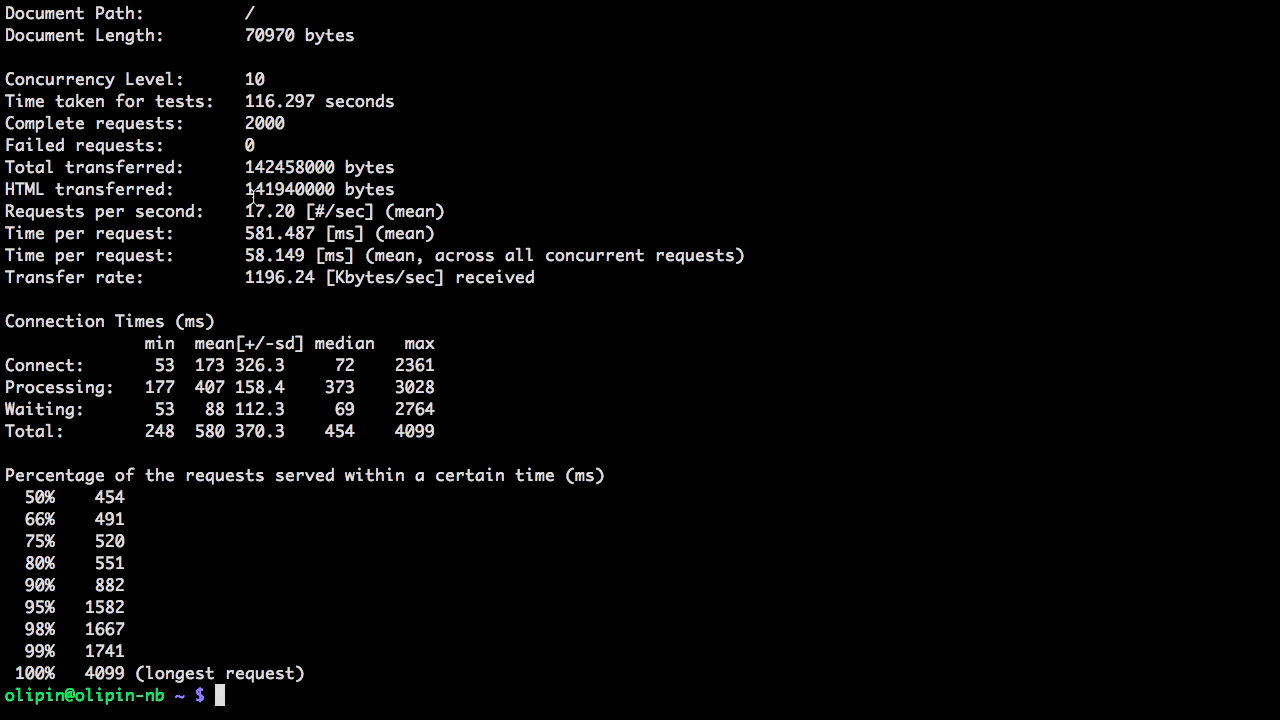 Document Path:          /
Document Length:        70970 bytes

Concurrency Level:      10
Time taken for tests:   116.297 seconds
Complete requests:      2000
Failed requests:        0
Total transferred:      142458000 bytes
HTML transferred:       141940000 bytes
Requests per second:    17.20 [#/sec] (mean)
Time per request:       581.487 [ms] (mean)
Time per request:       58.149 [ms] (mean, across all concurrent requests)
Transfer rate:          1196.24 [Kbytes/sec] received

Connection Times (ms)
              min  mean[+/-sd] median   max
Connect:       53  173 326.3     72    2361
Processing:   177  407 158.4    373    3028
Waiting:       53   88 112.3     69    2764
Total:        248  580 370.3    454    4099

Percentage of the requests served within a certain time (ms)
  50%    454
  66%    491
  75%    520
  80%    551
  90%    882
  95%   1582
  98%   1667
  99%   1741
 100%   4099 (longest request)
olipin@olipin-nb ~ $